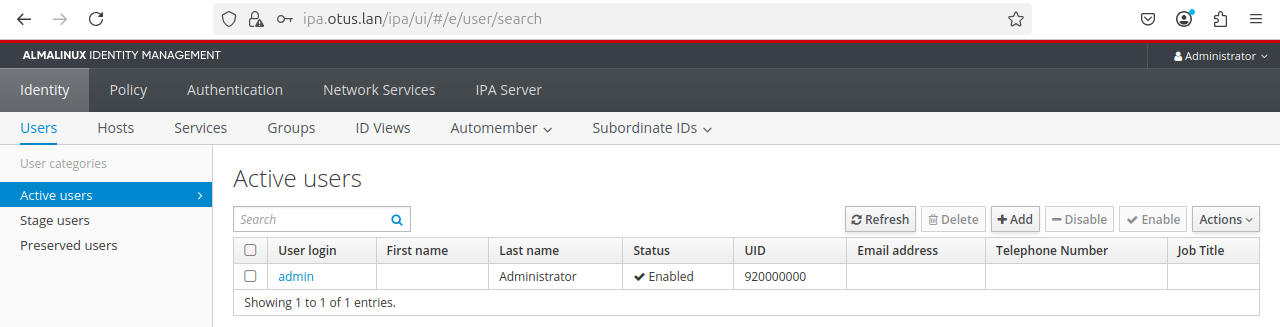 ipa.otus.lan/ipa/ui/#/e/user/search
ALMALINUX IDENTITY MANAGEMENT Administrator
Identity Policy Authentication Network Services IPA Server
Users Hosts Services Groups ID Views Automember Subordinate IDs
User categories
Active users
Stage users
Preserved users
Active users
Search Refresh Delete Add Disable Enable Actions
User login First name Last name Status UID Email address Telephone Number Job Title
admin Administrator Enabled 920000000
Showing 1 to 1 of 1 entries.